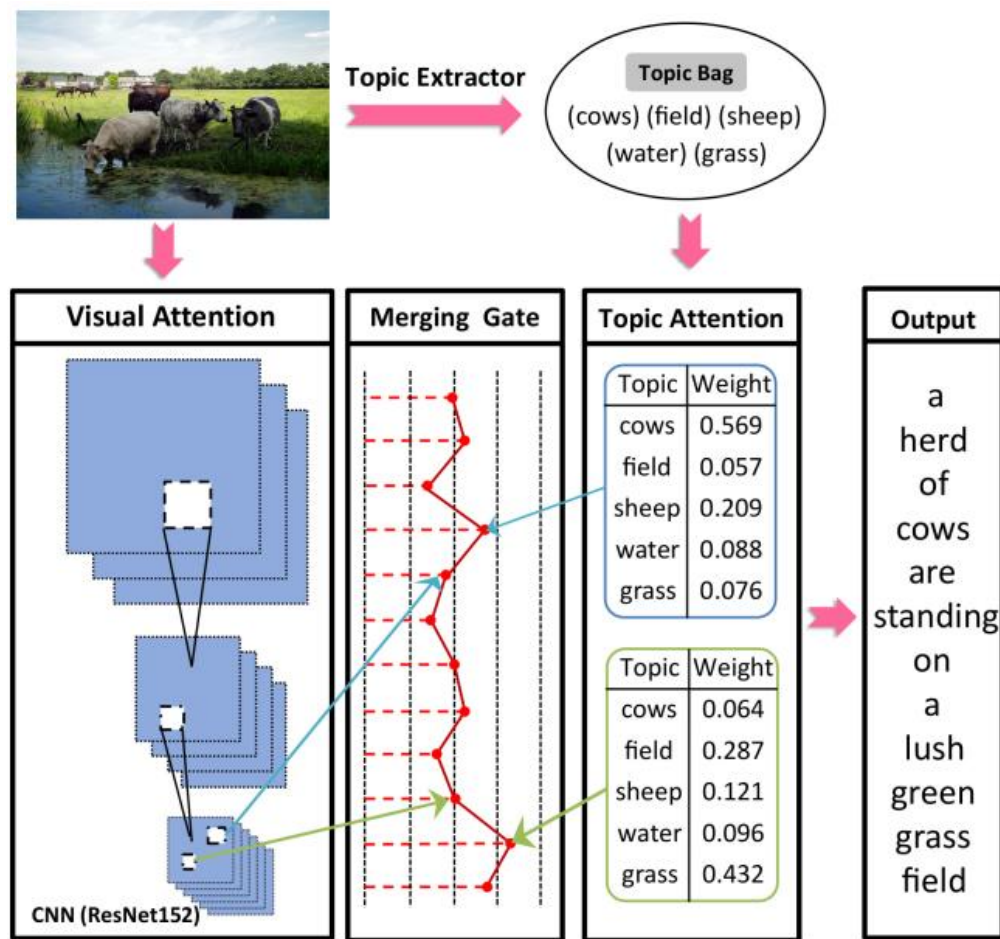 Topic Extractor
Topic Bag
(cows) (field) (sheep)
(water) (grass)
Visual Attention
CNN (ResNet152)
Merging Gate
Topic Attention
Topic Weight
cows 0.569
field 0.057
sheep 0.209
water 0.088
grass 0.076
Topic Weight
cows 0.064
field 0.287
sheep 0.121
water 0.096
grass 0.432
Output
a
herd
of
cows
are
standing
on
a
lush
green
grass
field